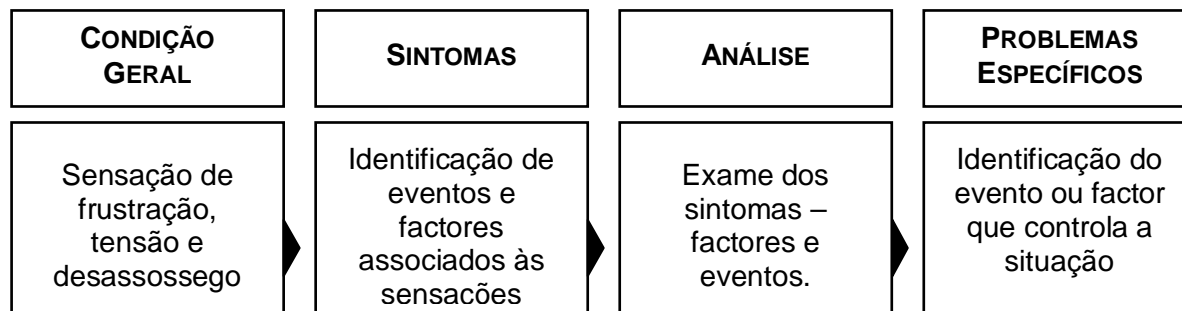 CONDIÇÃO
GERAL
SINTOMAS
ANÁLISE
PROBLEMAS
ESPECÍFICOS
Sensação de
frustração,
tensão e
desassossego
Identificação de
eventos e
factores
associados às
sensações
Exame dos
sintomas –
factores e
eventos.
Identificação do
evento ou factor
que controla a
situação